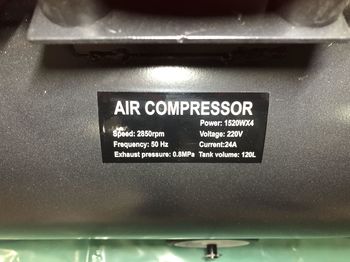 AIR COMPRESSOR
Power: 1520WX4
Speed: 2850rpm Voltage: 220V
Frequency: 50 Hz Current:24A
Exhaust pressure: 0.8MPa Tank volume: 120L